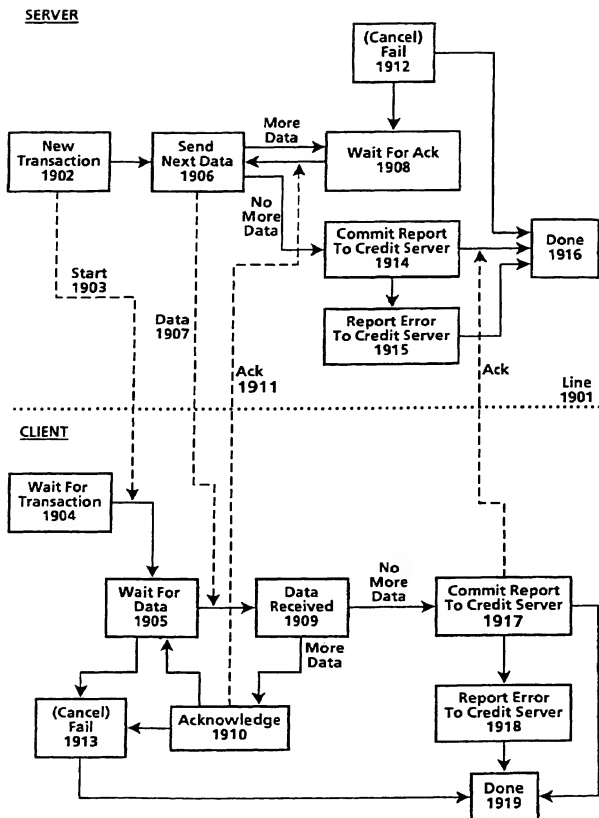 SERVER
(Cancel)
Fail
1912
New
Transaction
1902
Send
Next Data
1906
More
Data
Wait For Ack
1908
No
More
Data
Commit Report
To Credit Server
1914
Done
1916
Start
1903
Data
1907
Report Error
To Credit Server
1915
Ack
1911
Ack
Line
1901
CLIENT
Wait For
Transaction
1904
Wait For
Data
1905
Data
Received
1909
No
More
Data
Commit Report
To Credit Server
1917
More
Data
(Cancel)
Fail
1913
Acknowledge
1910
Report Error
To Credit Server
1918
Done
1919